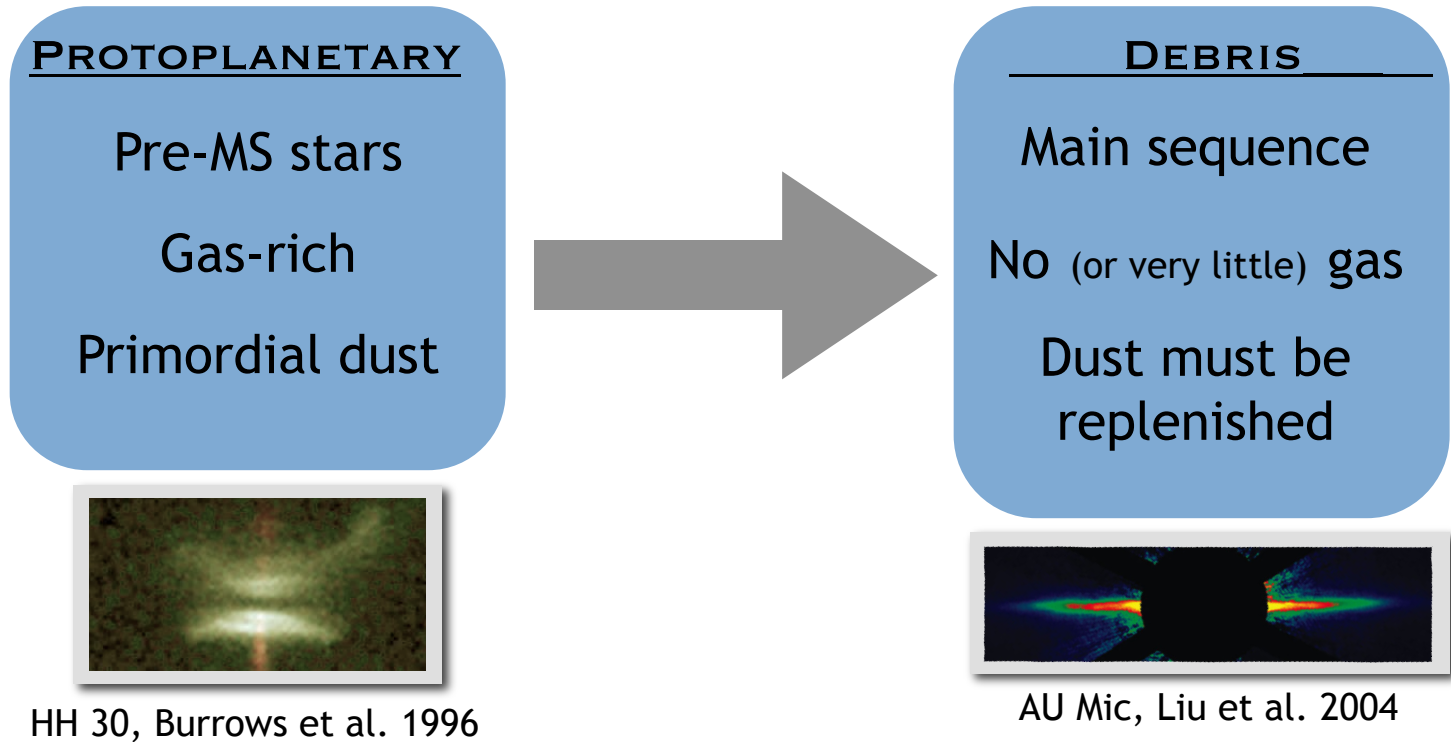 PROTOPLANETARY
Pre-MS stars
Gas-rich
Primordial dust
HH 30, Burrows et al. 1996
DEBRIS
Main sequence
No (or very little) gas
Dust must be
replenished
AU Mic, Liu et al. 2004